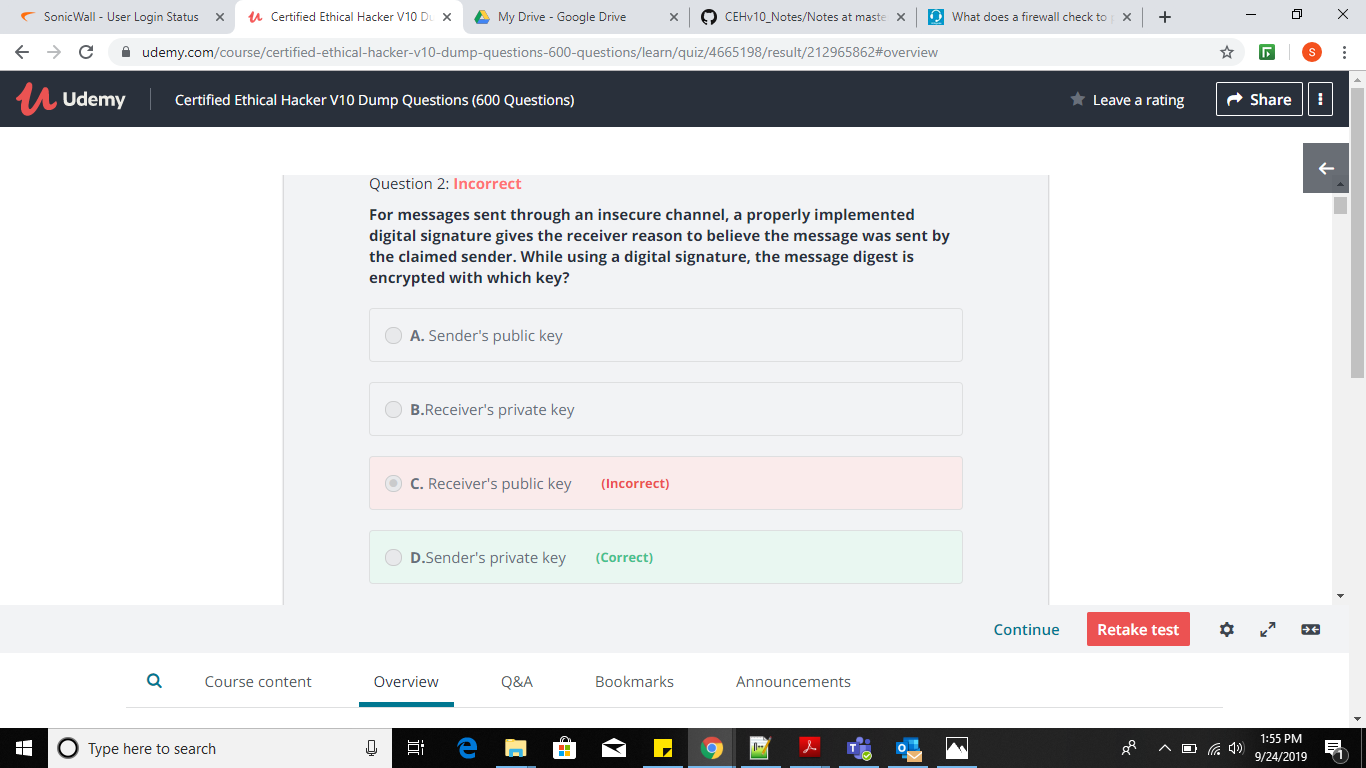 SonicWall - User Login Status
Certified Ethical Hacker V10 Du
My Drive - Google Drive
CEHv10_Notes/Notes at maste
What does a firewall check to p
udemy.com/course/certified-ethical-hacker-v10-dump-questions-600-questions/learn/quiz/4665198/result/212965862#overview
S
Udemy
Certified Ethical Hacker V10 Dump Questions (600 Questions)
Leave a rating
Share
Question 2: Incorrect
For messages sent through an insecure channel, a properly implemented
digital signature gives the receiver reason to believe the message was sent by
the claimed sender. While using a digital signature, the message digest is
encrypted with which key?
A. Sender's public key
B.Receiver's private key
C. Receiver's public key (Incorrect)
D.Sender's private key (Correct)
Continue
Retake test
Course content
Overview
Q&A
Bookmarks
Announcements
Type here to search
1:55 PM
9/24/2019
1